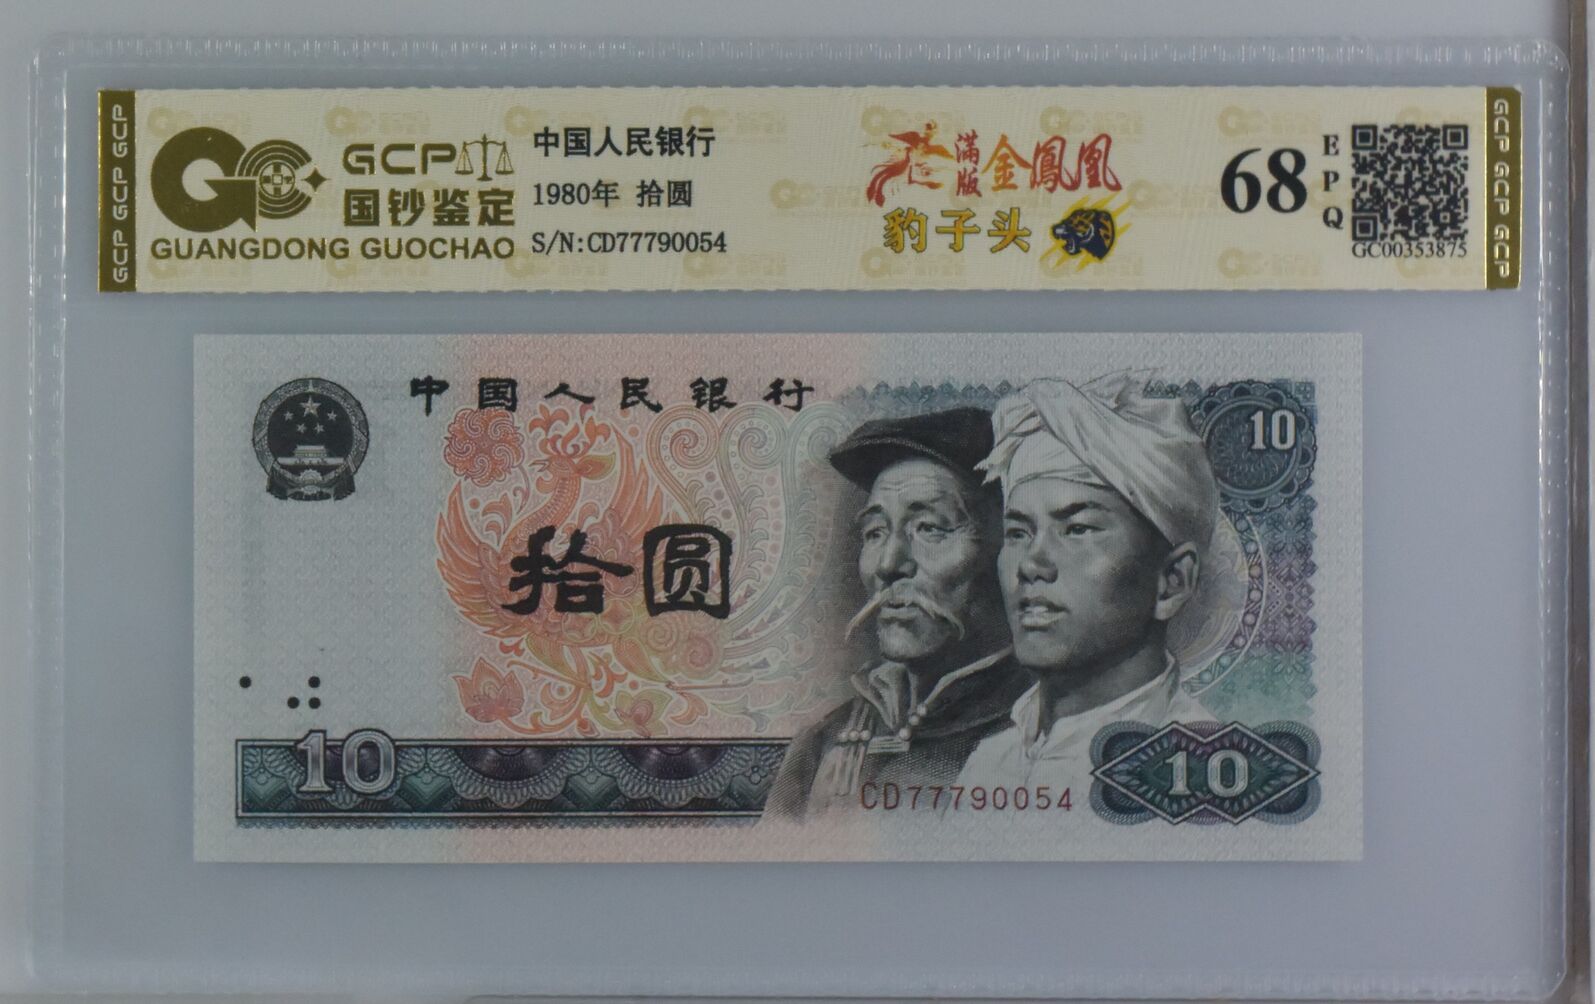 GCP GCP GCP
GCP
国钞鉴定
GUANGDONG GUOCHAO
中国人民银行
1980年 拾圆
S/N:CD77790054
满版
金鳳凰
豹子头
68
EPQ
GC00353875
GCP GCP GCP
中国人民银行
10
拾圆
10
CD77790054
10